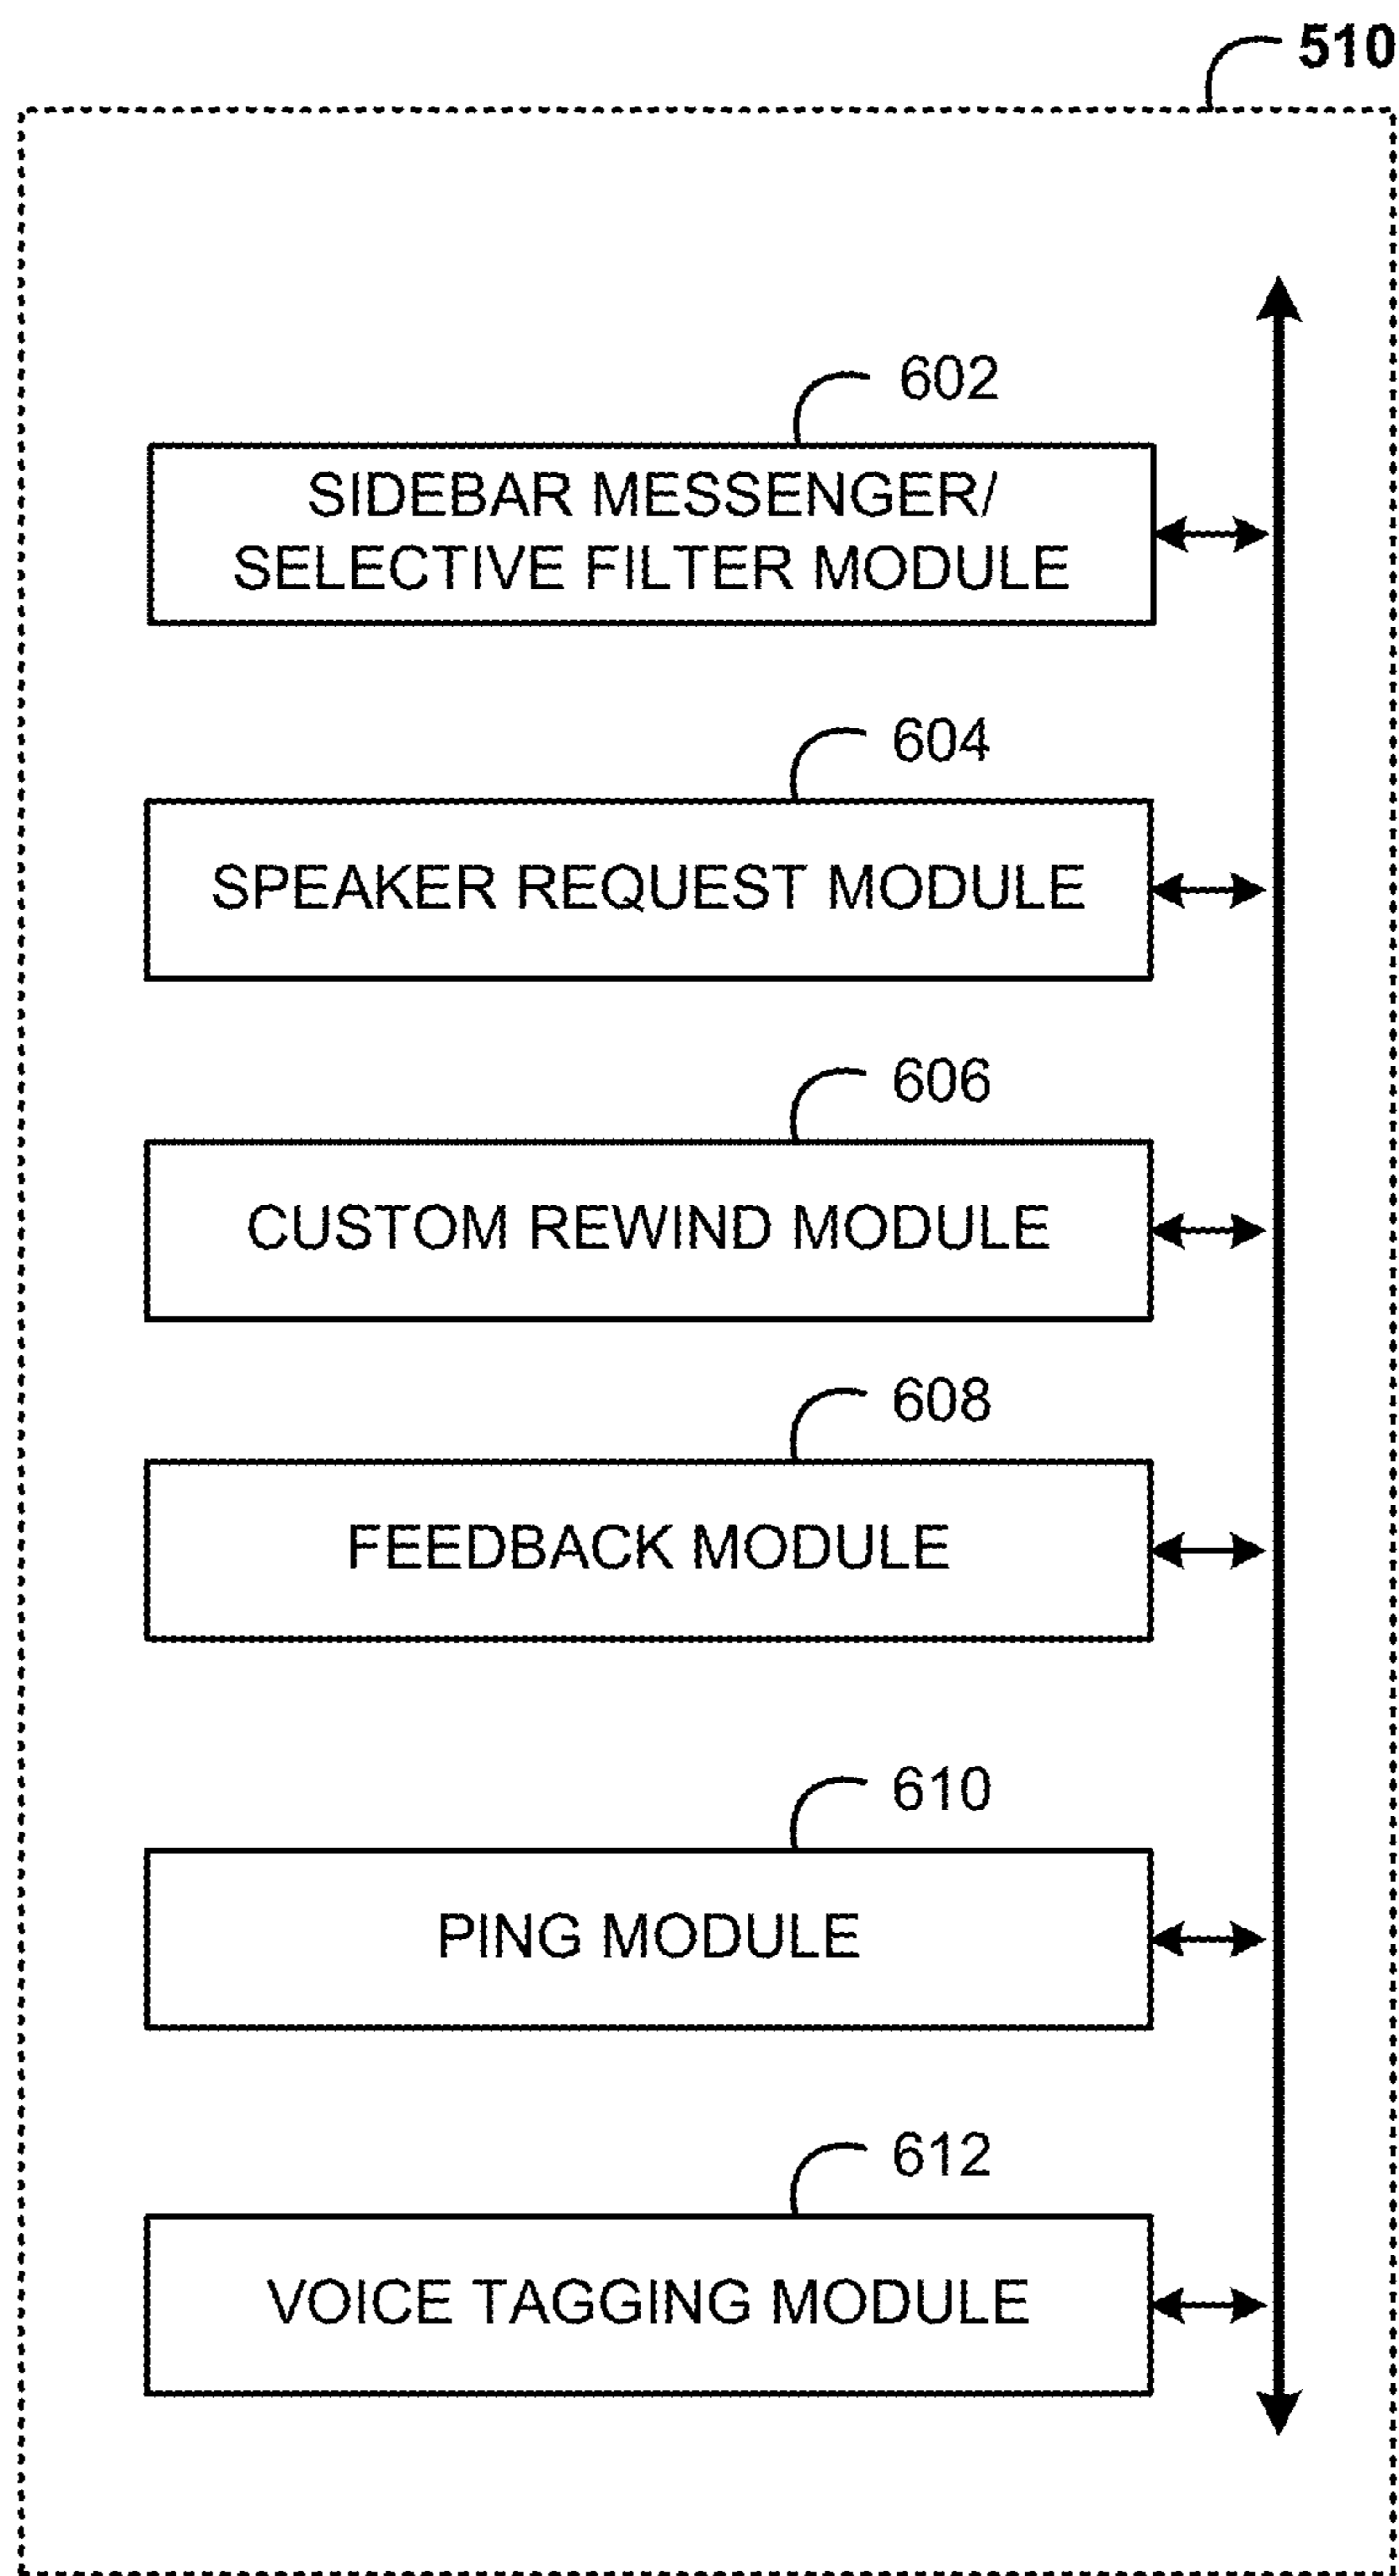 510
602
SIDEBAR MESSENGER/
SELECTIVE FILTER MODULE
604
SPEAKER REQUEST MODULE
606
CUSTOM REWIND MODULE
608
FEEDBACK MODULE
610
PING MODULE
612
VOICE TAGGING MODULE